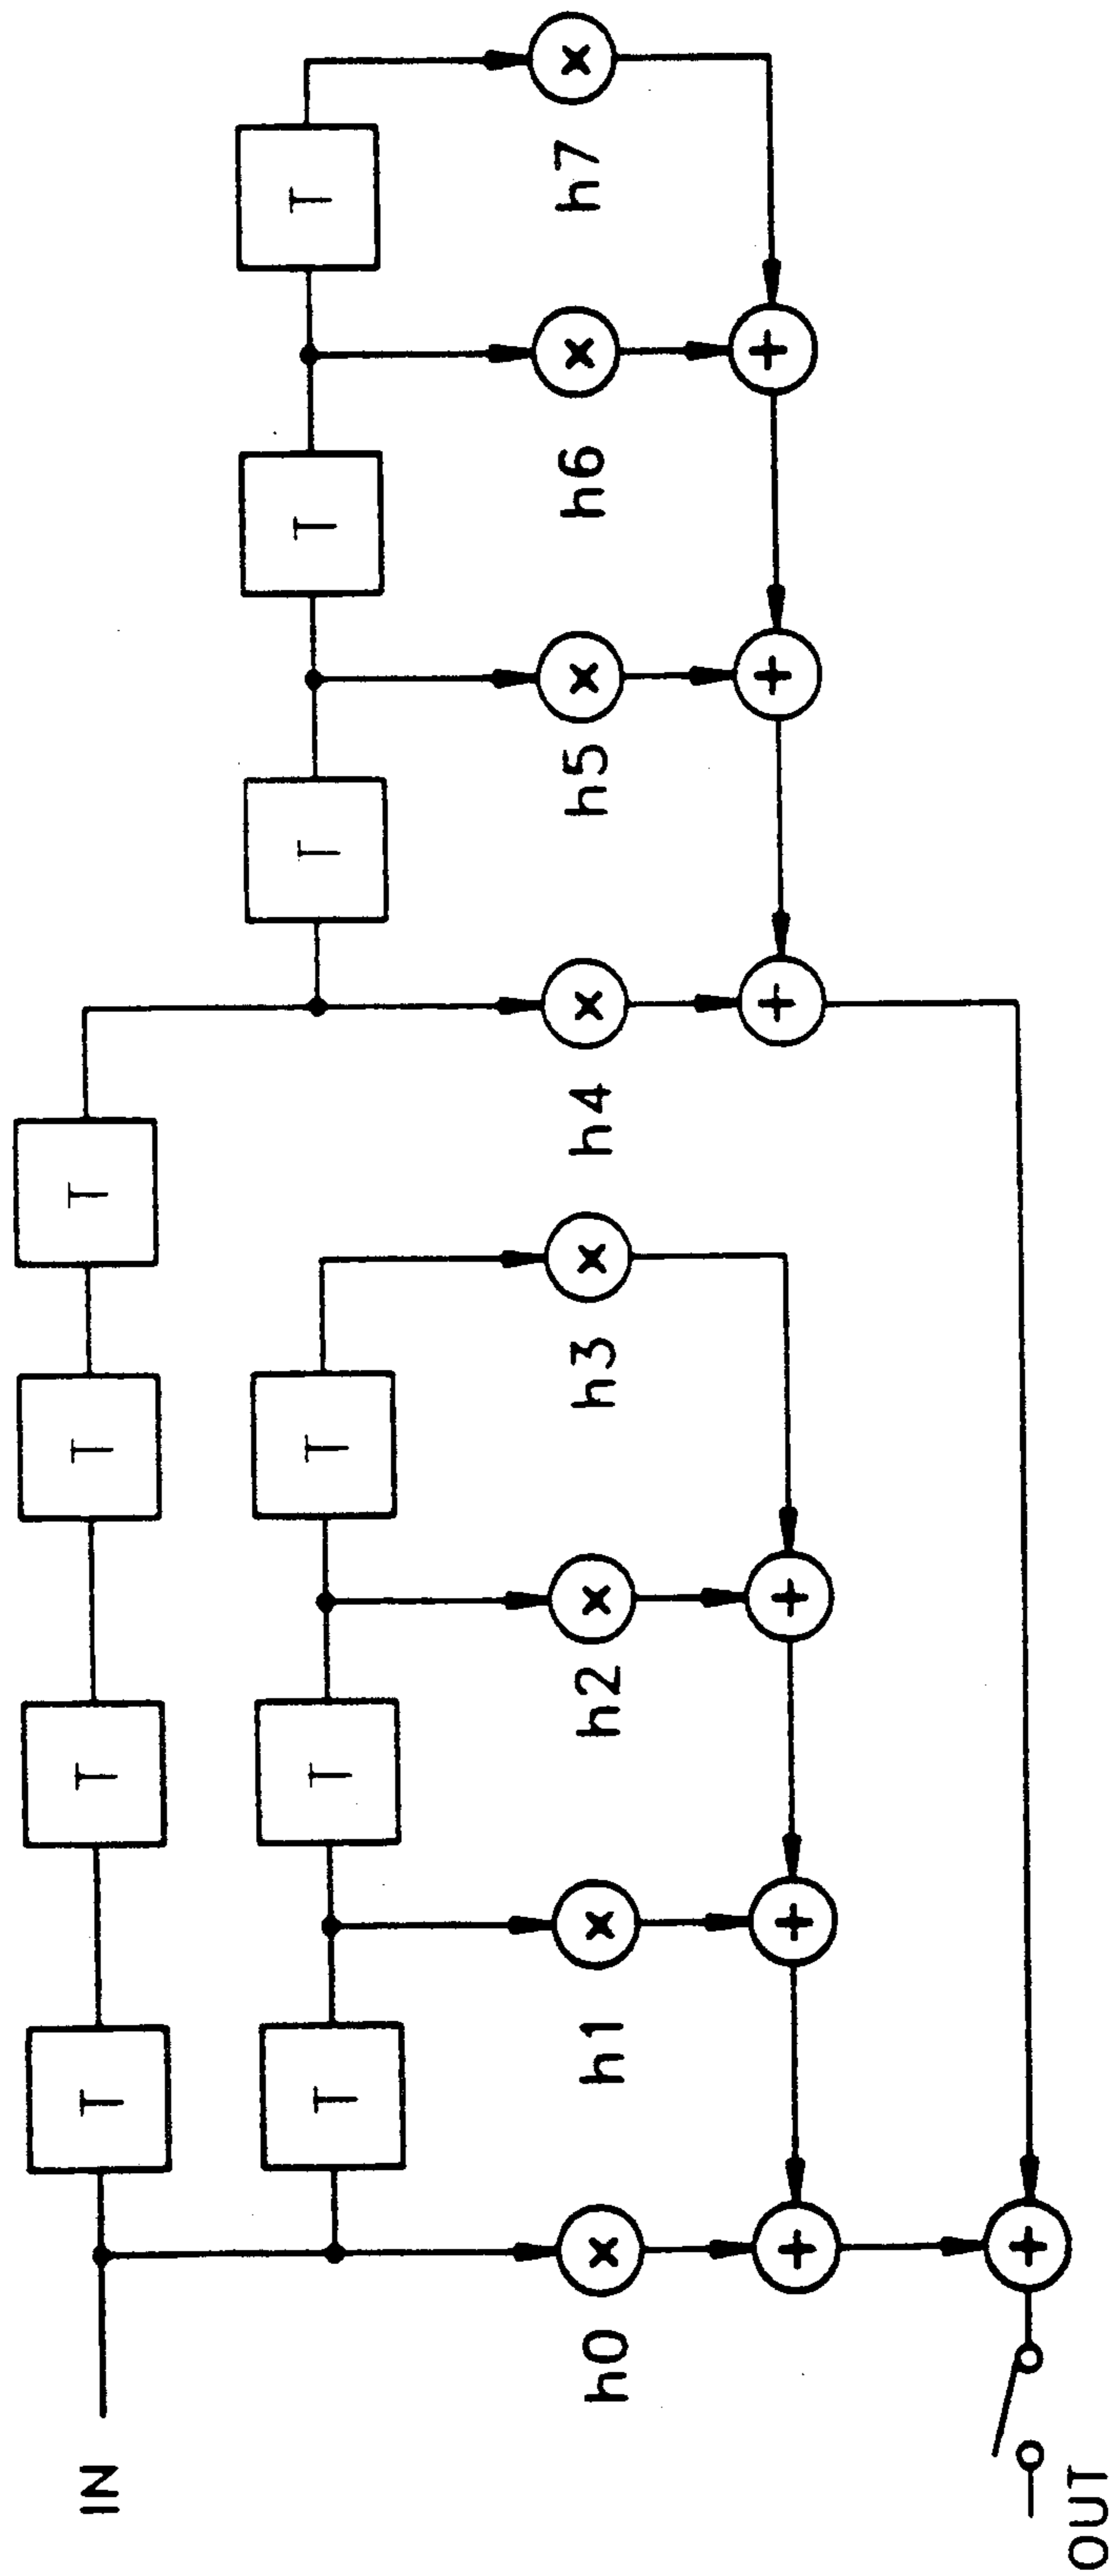 IN
T
T
T
T
T
T
T
T
T
T
h0
h1
h2
h3
h4
h5
h6
h7
×
×
×
×
×
×
×
×
+
+
+
+
+
+
+
OUT